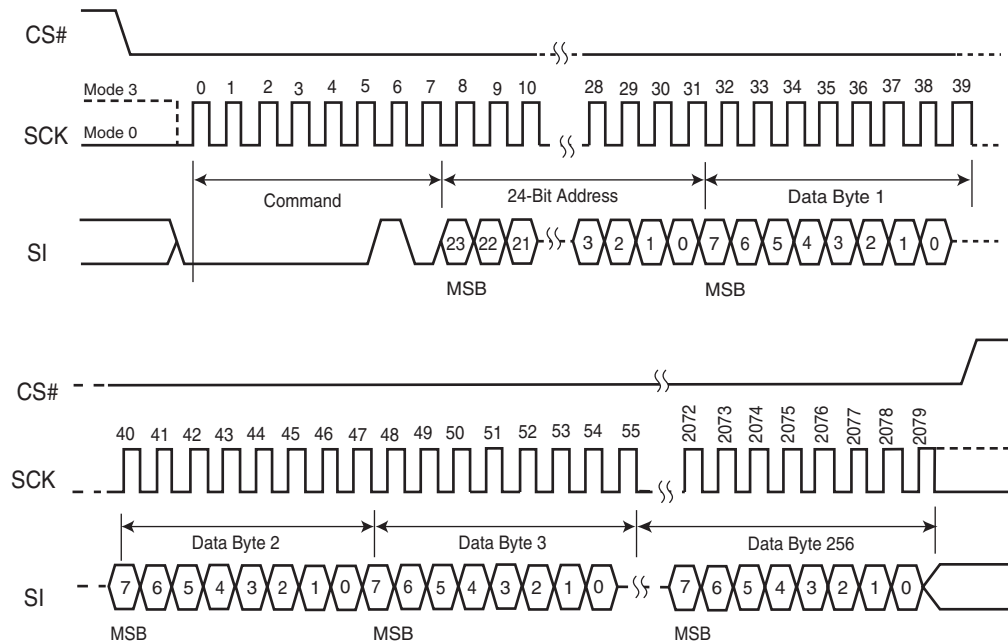 CS#
Mode 3
0 1 2 3 4 5 6 7 8 9 10 28 29 30 31 32 33 34 35 36 37 38 39
SCK
Mode 0
Command
24-Bit Address
Data Byte 1
SI
23 22 21 3 2 1 0 7 6 5 4 3 2 1 0
MSB
MSB
CS#
40 41 42 43 44 45 46 47 48 49 50 51 52 53 54 55 2072 2073 2074 2075 2076 2077 2078 2079
SCK
Data Byte 2
Data Byte 3
Data Byte 256
SI
7 6 5 4 3 2 1 0 7 6 5 4 3 2 1 0 7 6 5 4 3 2 1 0
MSB
MSB
MSB